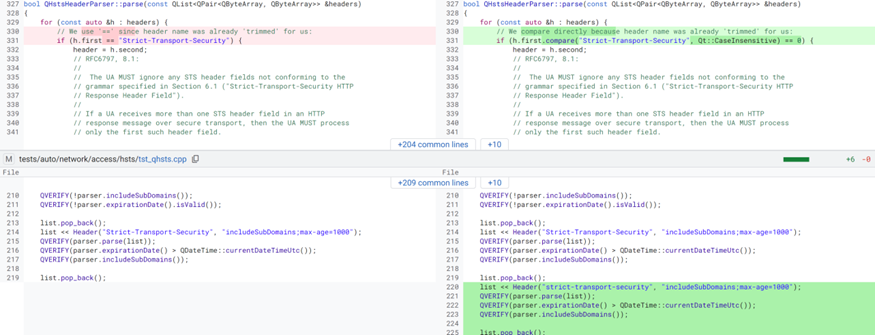 327 bool QHstsHeaderParser::parse(const QList<QPair<QByteArray, QByteArray>> &headers)
328 {
329 for (const auto &h : headers) {
330 // We use '==' since header name was already 'trimmed' for us:
331 if (h.first == "Strict-Transport-Security") {
332 header = h.second;
333 // RFC6797, 8.1:
334 //
335 // The UA MUST ignore any STS header fields not conforming to the
336 // grammar specified in Section 6.1 ("Strict-Transport-Security HTTP
337 // Response Header Field").
338 //
339 // If a UA receives more than one STS header field in an HTTP
340 // response message over secure transport, then the UA MUST process
341 // only the first such header field.
327 bool QHstsHeaderParser::parse(const QList<QPair<QByteArray, QByteArray>> &headers)
328 {
329 for (const auto &h : headers) {
330 // We compare directly because header name was already 'trimmed' for us:
331 if (h.first.compare("Strict-Transport-Security", Qt::CaseInsensitive) == 0) {
332 header = h.second;
333 // RFC6797, 8.1:
334 //
335 // The UA MUST ignore any STS header fields not conforming to the
336 // grammar specified in Section 6.1 ("Strict-Transport-Security HTTP
337 // Response Header Field").
338 //
339 // If a UA receives more than one STS header field in an HTTP
340 // response message over secure transport, then the UA MUST process
341 // only the first such header field.
+204 common lines +10
M tests/auto/network/access/hsts/tst_qhsts.cpp +6 -0
File File
+209 common lines +10
210 QVERIFY(!parser.includeSubDomains());
211 QVERIFY(!parser.expirationDate().isValid());
212
213 list.pop_back();
214 list << Header("Strict-Transport-Security", "includeSubDomains;max-age=1000");
215 QVERIFY(parser.parse(list));
216 QVERIFY(parser.expirationDate() > QDateTime::currentDateTimeUtc());
217 QVERIFY(parser.includeSubDomains());
218
219 list.pop_back();
210 QVERIFY(!parser.includeSubDomains());
211 QVERIFY(!parser.expirationDate().isValid());
212
213 list.pop_back();
214 list << Header("Strict-Transport-Security", "includeSubDomains;max-age=1000");
215 QVERIFY(parser.parse(list));
216 QVERIFY(parser.expirationDate() > QDateTime::currentDateTimeUtc());
217 QVERIFY(parser.includeSubDomains());
218
219 list.pop_back();
220 list << Header("strict-transport-security", "includeSubDomains;max-age=1000");
221 QVERIFY(parser.parse(list));
222 QVERIFY(parser.expirationDate() > QDateTime::currentDateTimeUtc());
223 QVERIFY(parser.includeSubDomains());
224
225 list.pop_back();